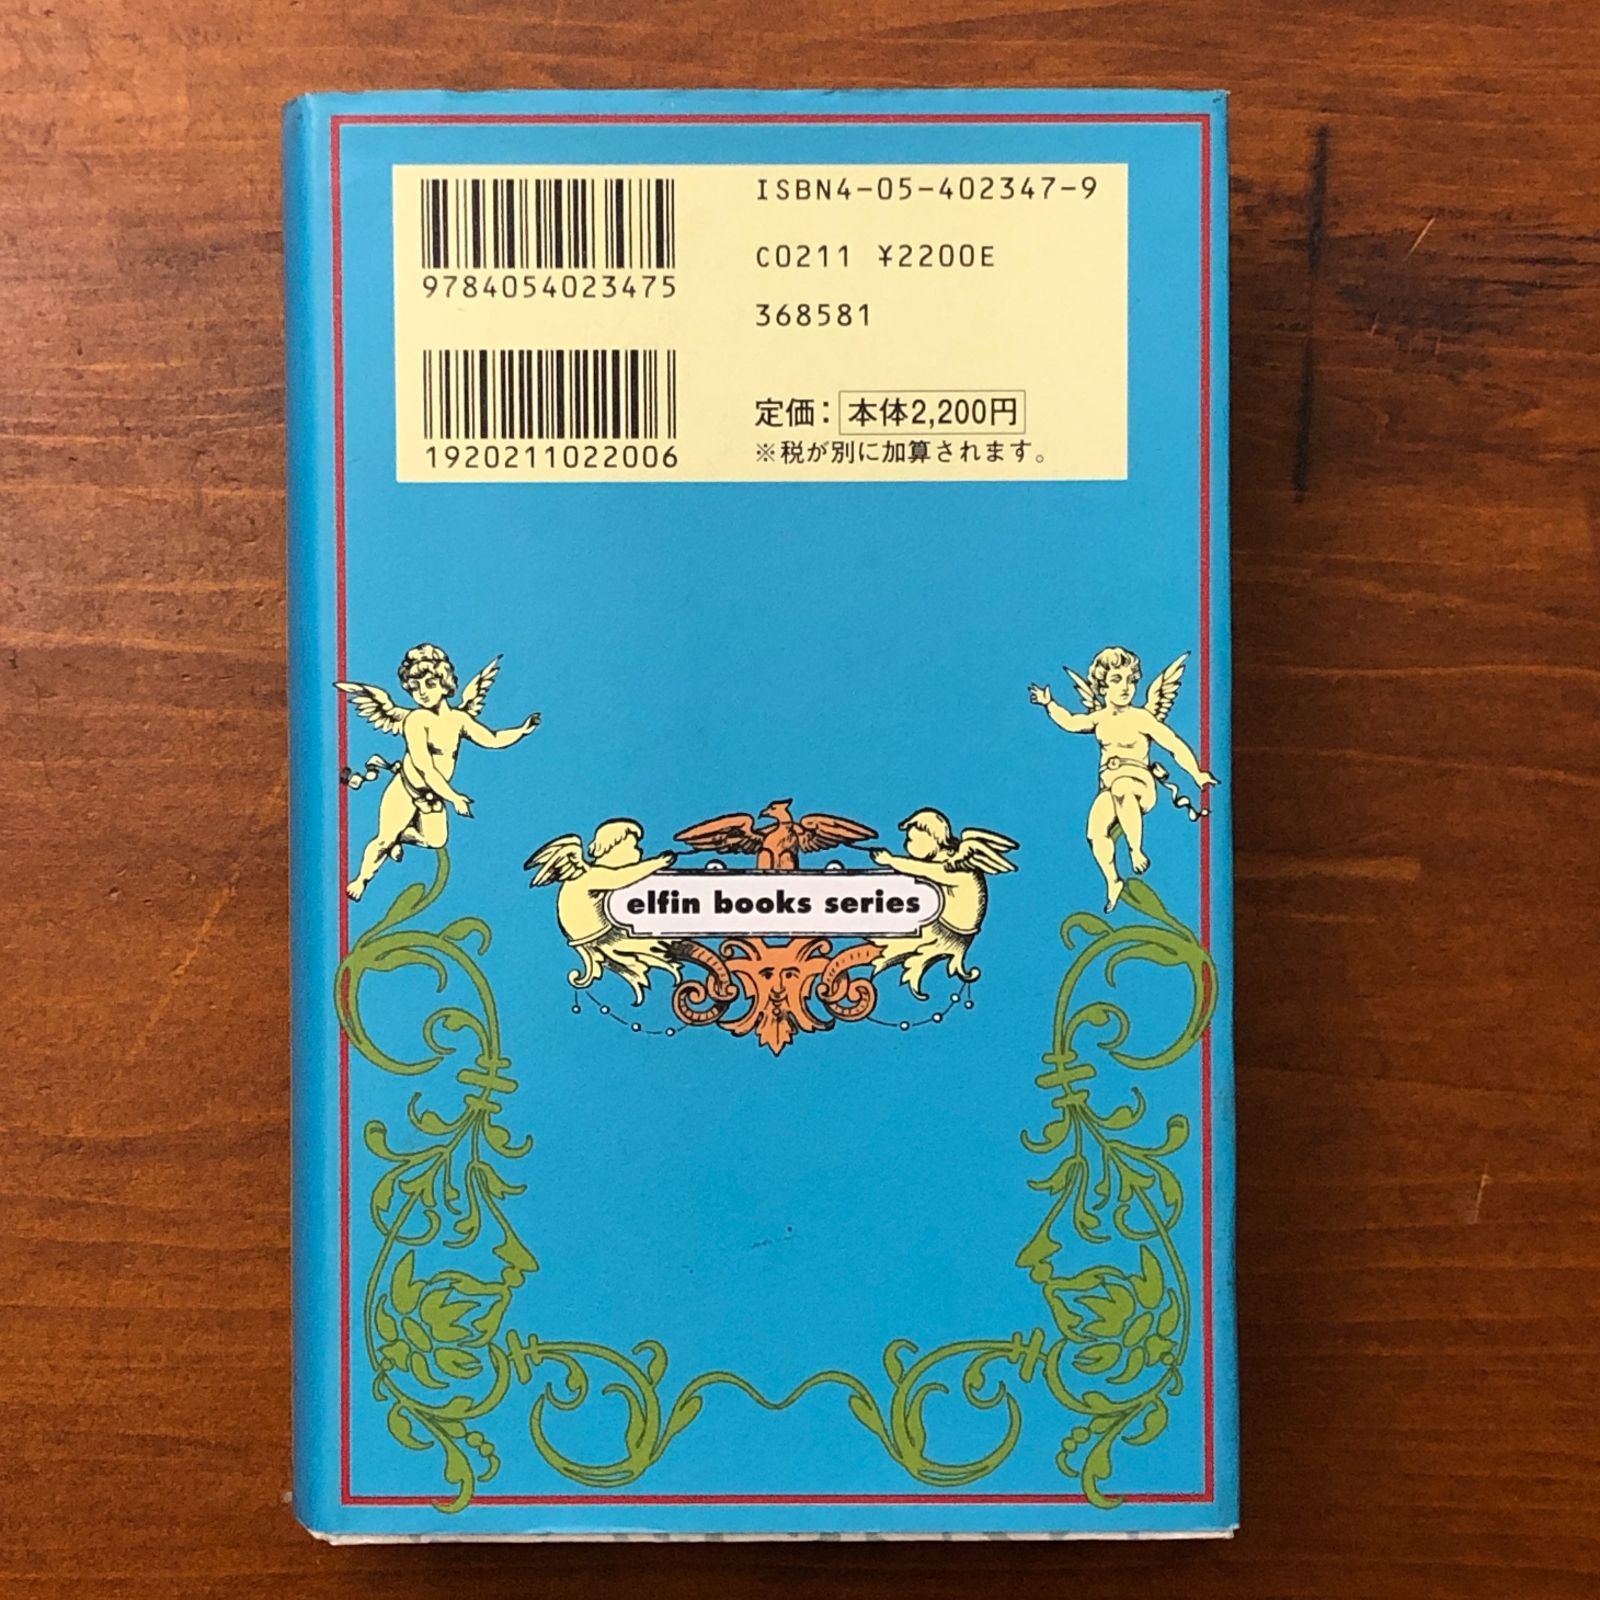 ISBN4-05-402347-9
C0211 ¥2200E
9784054023475
368581
定価：本体2,200円
※税が別に加算されます。
1920211022006
elfin books series